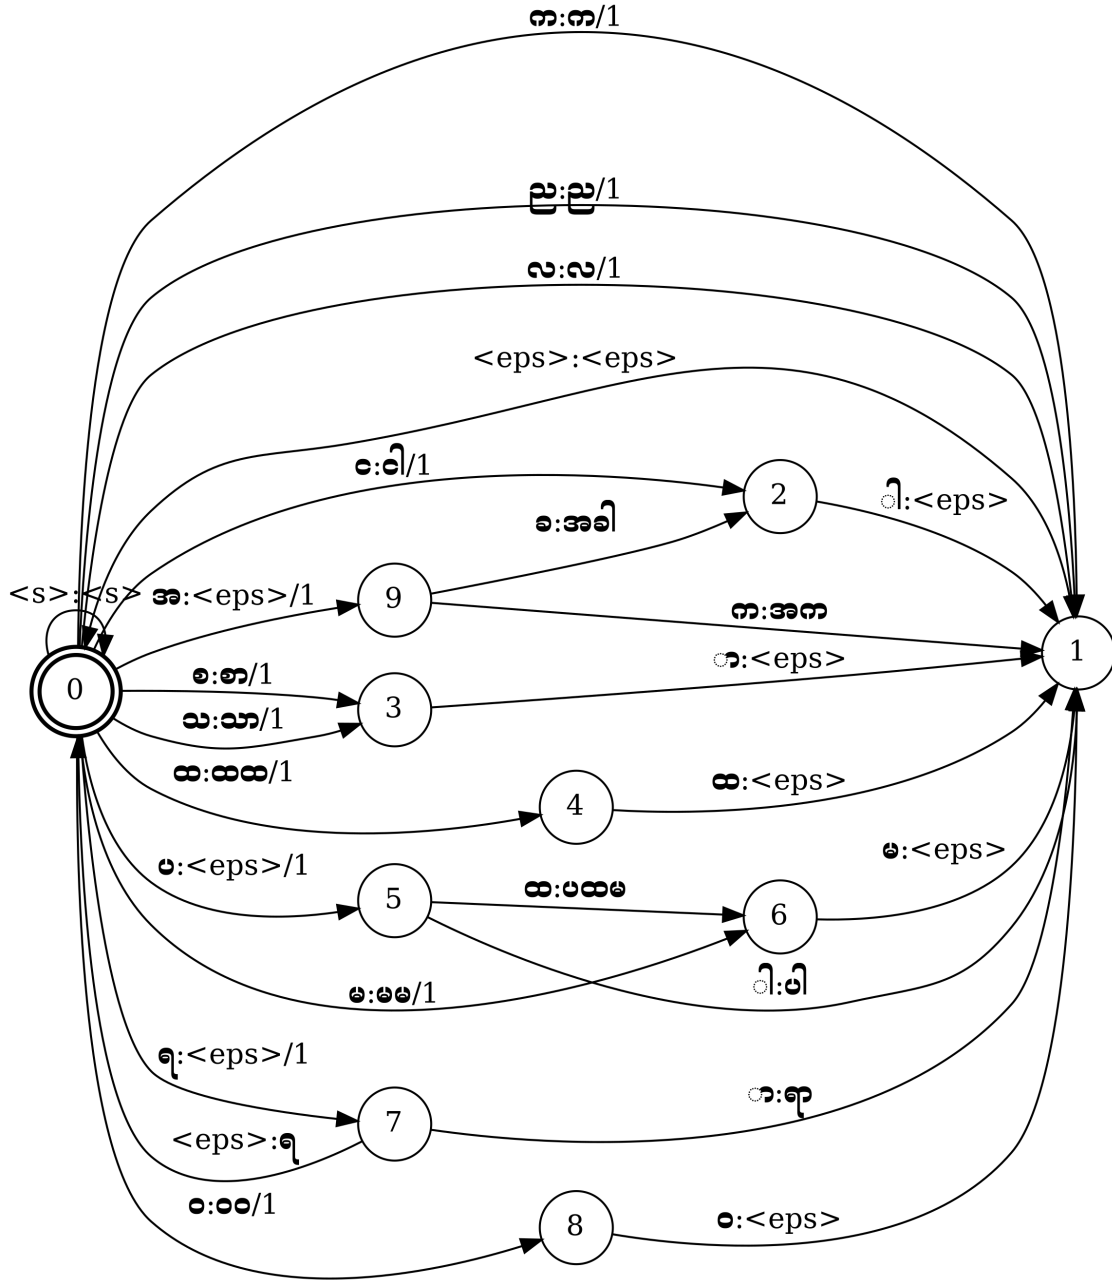 က:က/1
ည:ည/1
လ:လ/1
<eps>:<eps>
င:ငါ/1
2
ါ:<eps>
ခ:အခါ
<s>:<s>
အ:<eps>/1
9
က:အက
1
ာ:<eps>
0
စ:စာ/1
3
သ:သာ/1
ထ:ထထ/1
4
ထ:<eps>
ပ:<eps>/1
5
ထ:ပထမ
6
မ:<eps>
ါ:ပါ
မ:မမ/1
ရ:<eps>/1
7
ာ:ရာ
<eps>:ရ
ဝ:ဝဝ/1
8
ဝ:<eps>